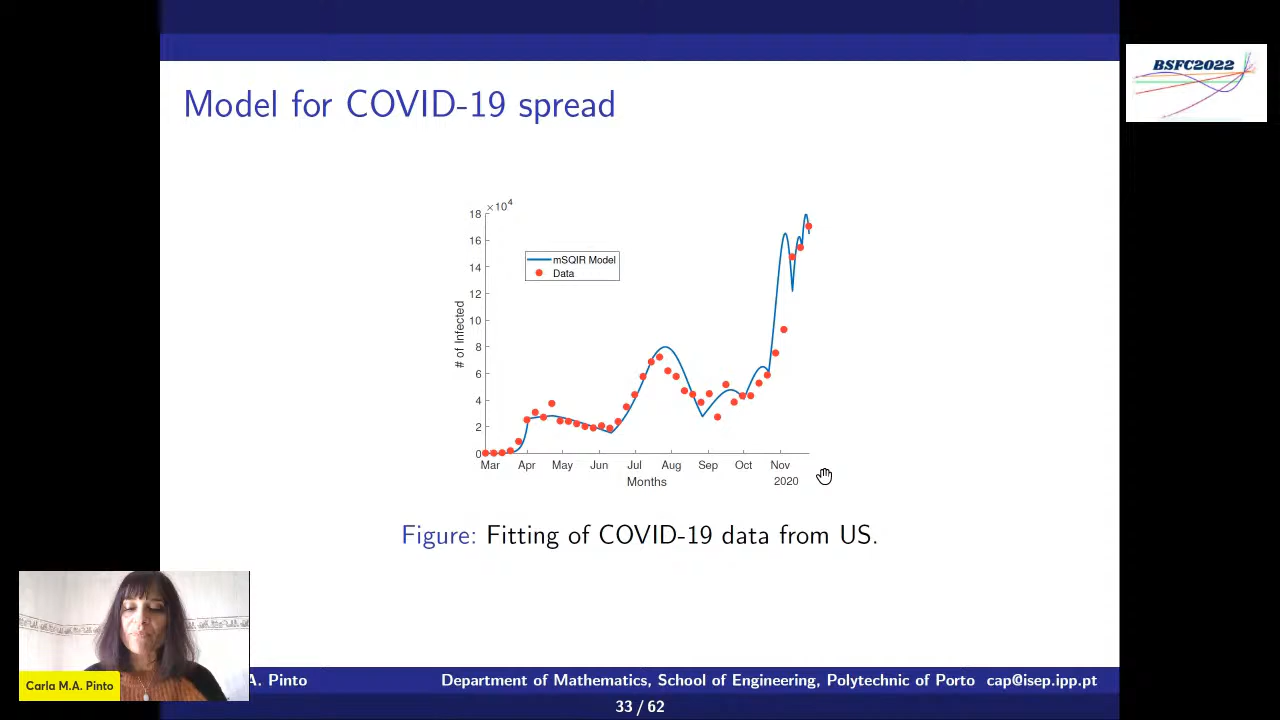 BSFC2022
Model for COVID-19 spread
×10⁴
18
16
14
12
10
8
6
4
2
0
# of Infected
mSQIR Model
Data
Mar Apr May Jun Jul Aug Sep Oct Nov
Months 2020
Figure: Fitting of COVID-19 data from US.
Carla M.A. Pinto
A. Pinto Department of Mathematics, School of Engineering, Polytechnic of Porto cap@isep.ipp.pt
33 / 62